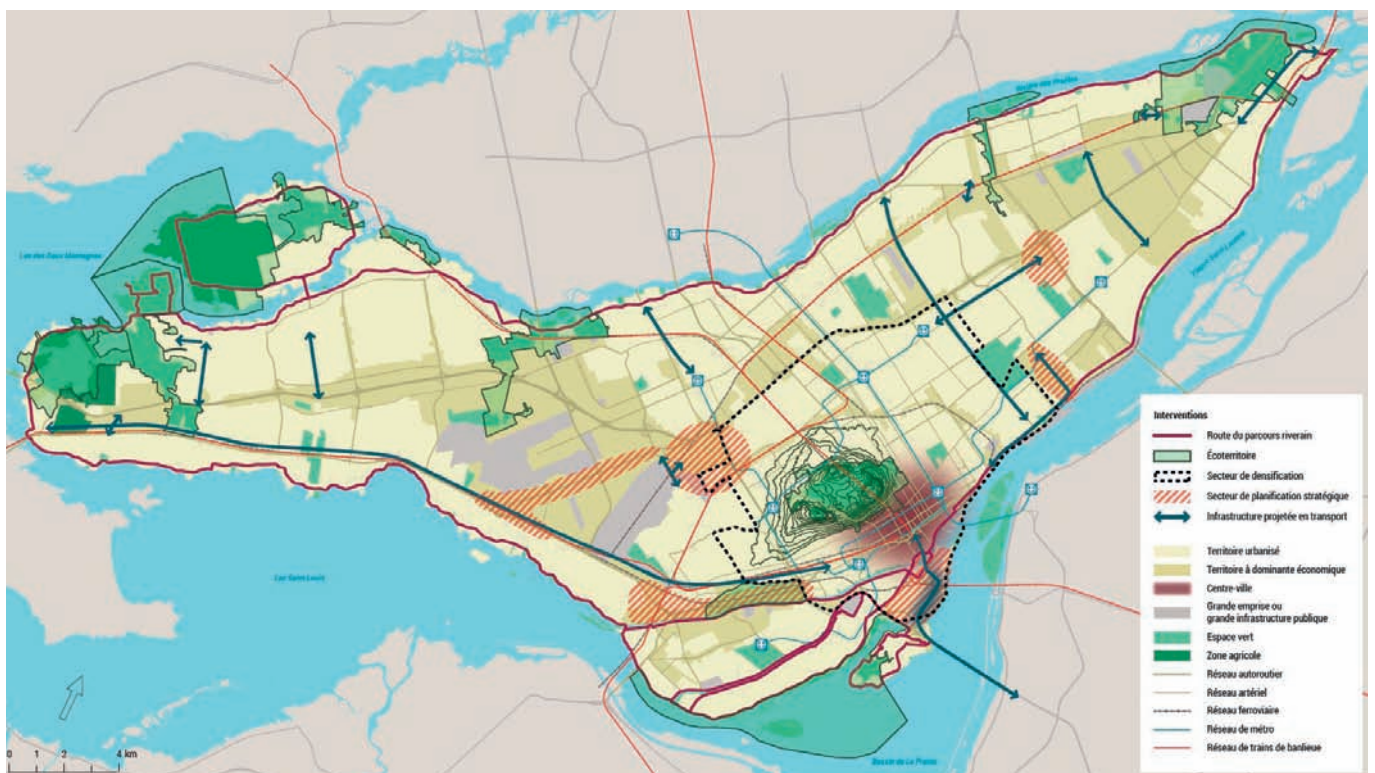 Rivière des Prairies
Lac des Deux Montagnes
Fleuve Saint-Laurent
Lac Saint-Louis
Bassin de La Prairie
0 1 2 4 km
Interventions
Route du parcours riverain
Écoterritoire
Secteur de densification
Secteur de planification stratégique
Infrastructure projetée en transport
Territoire urbanisé
Territoire à dominante économique
Centre-ville
Grande emprise ou
grande infrastructure publique
Espace vert
Zone agricole
Réseau autoroutier
Réseau artériel
Réseau ferroviaire
Réseau de métro
Réseau de trains de banlieue